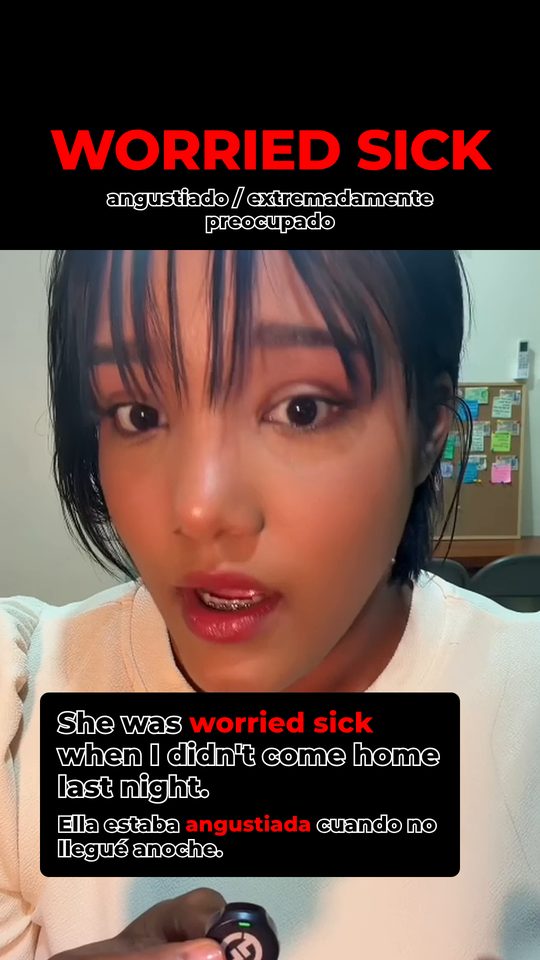 WORRIED SICK
angustiado / extremadamente
preocupado
She was worried sick
when I didn't come home
last night.
Ella estaba angustiada cuando no
llegué anoche.